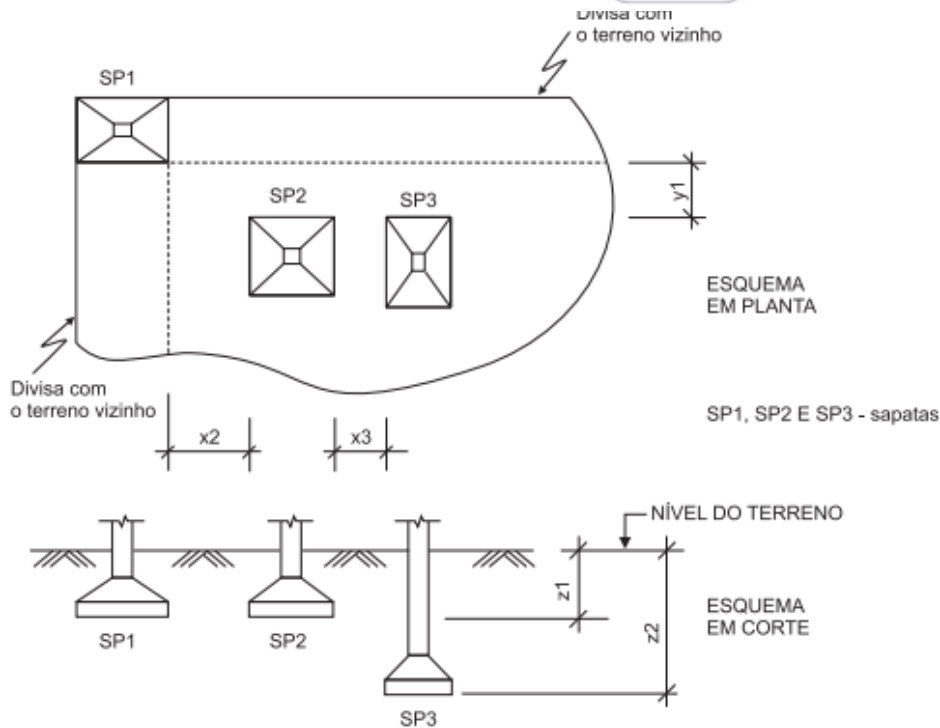 Divisa com
o terreno vizinho
SP1
SP2
SP3
y1
ESQUEMA
EM PLANTA
Divisa com
o terreno vizinho
SP1, SP2 E SP3 - sapatas
x2
x3
NÍVEL DO TERRENO
z1
z2
ESQUEMA
EM CORTE
SP1
SP2
SP3